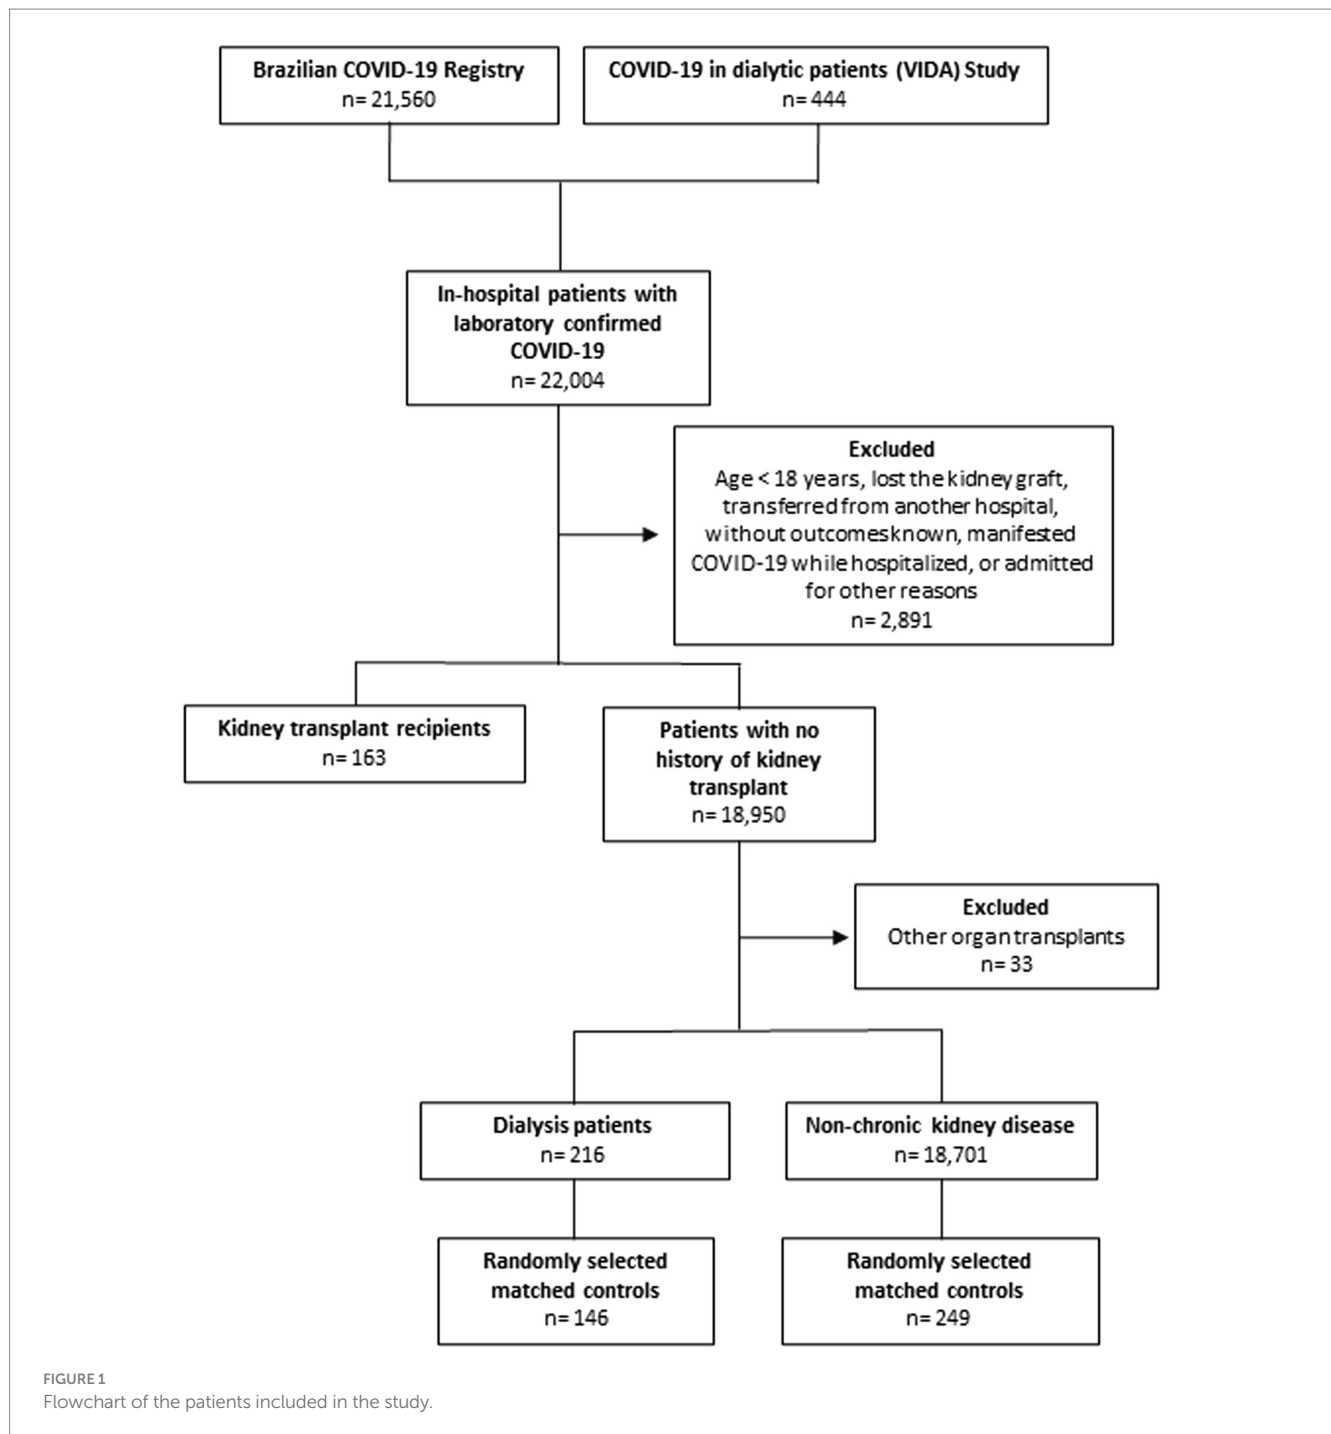 Brazilian COVID-19 Registry
n= 21,560
COVID-19 in dialytic patients (VIDA) Study
n= 444
In-hospital patients with
laboratory confirmed
COVID-19
n= 22,004
Excluded
Age < 18 years, lost the kidney graft,
transferred from another hospital,
without outcomes known, manifested
COVID-19 while hospitalized, or admitted
for other reasons
n= 2,891
Kidney transplant recipients
n= 163
Patients with no
history of kidney
transplant
n= 18,950
Excluded
Other organ transplants
n= 33
Dialysis patients
n= 216
Non-chronic kidney disease
n= 18,701
Randomly selected
matched controls
n= 146
Randomly selected
matched controls
n= 249
FIGURE 1
Flowchart of the patients included in the study.